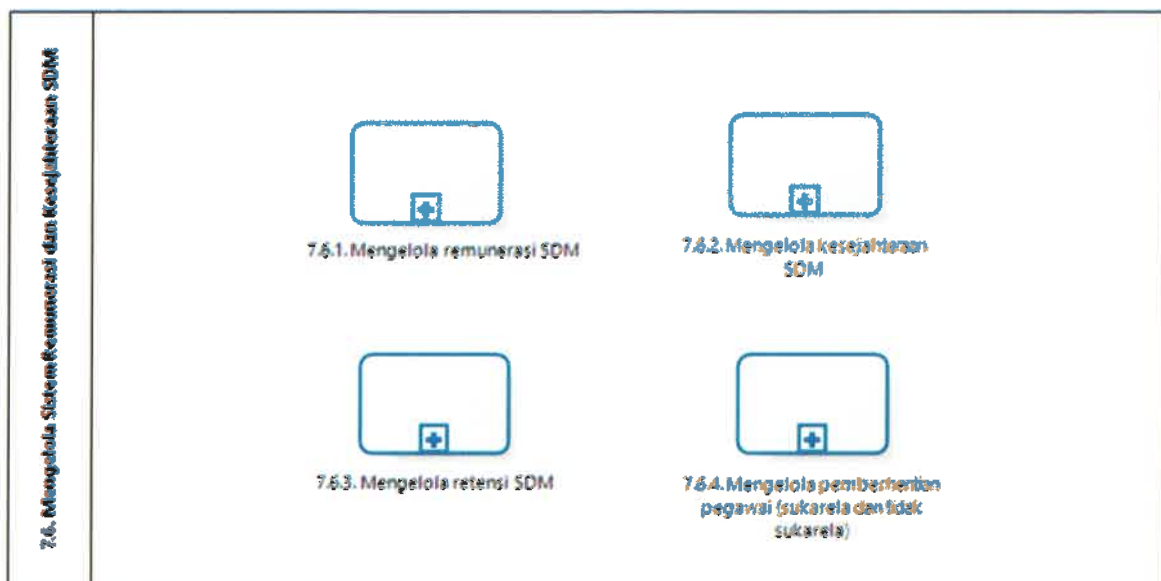 7.6. Mengelola Sistem Remunerasi dan Kesejahteraan SDM
7.6.1. Mengelola remunerasi SDM
7.6.2. Mengelola kesejahteraan
SDM
7.6.3. Mengelola retensi SDM
7.6.4. Mengelola pemberhentian
pegawai (sukarela dan tidak
sukarela)